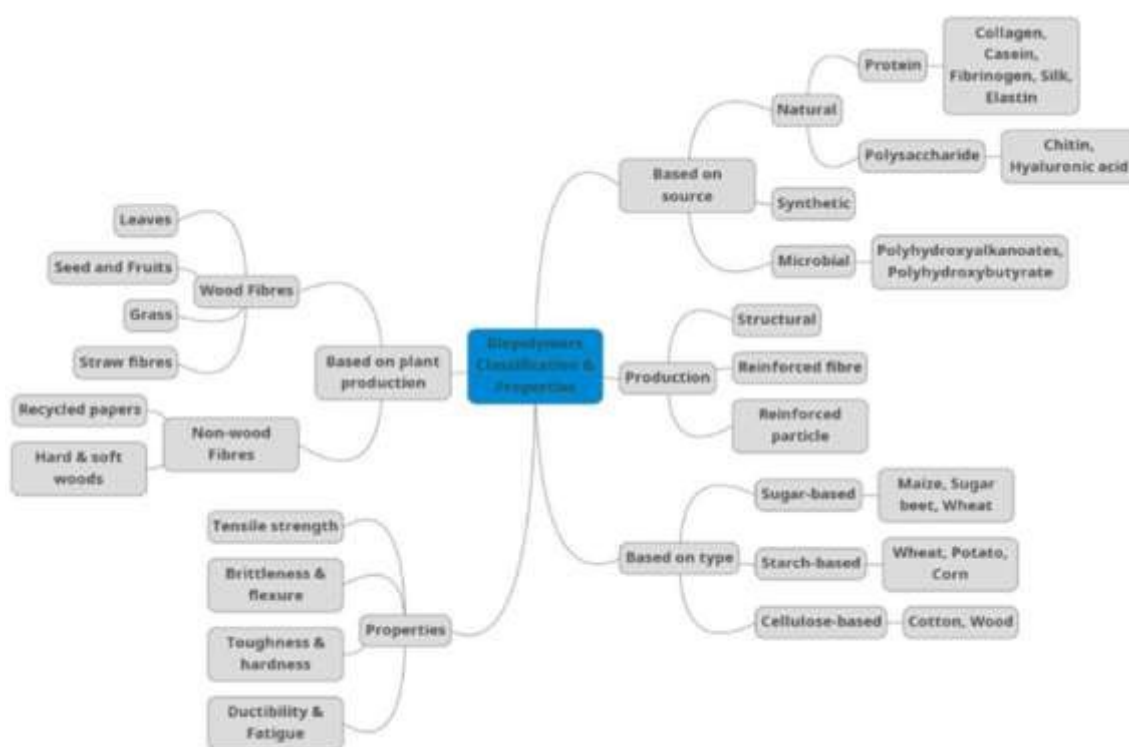 Biopolymers
Classification &
Properties
Based on
source
Natural
Protein
Collagen,
Casein,
Fibrinogen, Silk,
Elastin
Polysaccharide
Chitin,
Hyaluronic acid
Synthetic
Microbial
Polyhydroxyalkanoates,
Polyhydroxybutyrate
Production
Structural
Reinforced fibre
Reinforced
particle
Based on type
Sugar-based
Maize, Sugar
beet, Wheat
Starch-based
Wheat, Potato,
Corn
Cellulose-based
Cotton, Wood
Based on plant
production
Wood Fibres
Leaves
Seed and Fruits
Grass
Straw fibres
Non-wood
Fibres
Recycled papers
Hard & soft
woods
Properties
Tensile strength
Brittleness &
flexure
Toughness &
hardness
Ductibility &
Fatigue